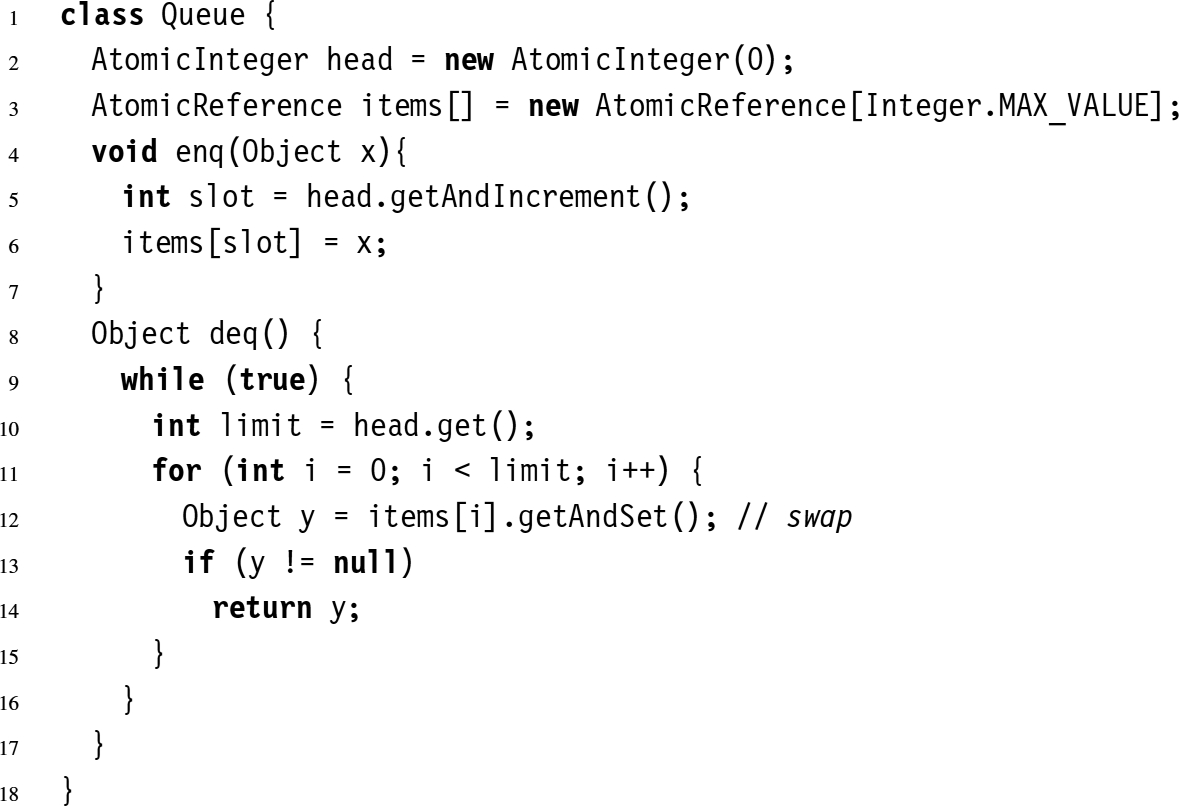 1 class Queue {
2 AtomicInteger head = new AtomicInteger(0);
3 AtomicReference items[] = new AtomicReference[Integer.MAX_VALUE];
4 void enq(Object x){
5 int slot = head.getAndIncrement();
6 items[slot] = x;
7 }
8 Object deq() {
9 while (true) {
10 int limit = head.get();
11 for (int i = 0; i < limit; i++) {
12 Object y = items[i].getAndSet(); // swap
13 if (y != null)
14 return y;
15 }
16 }
17 }
18 }